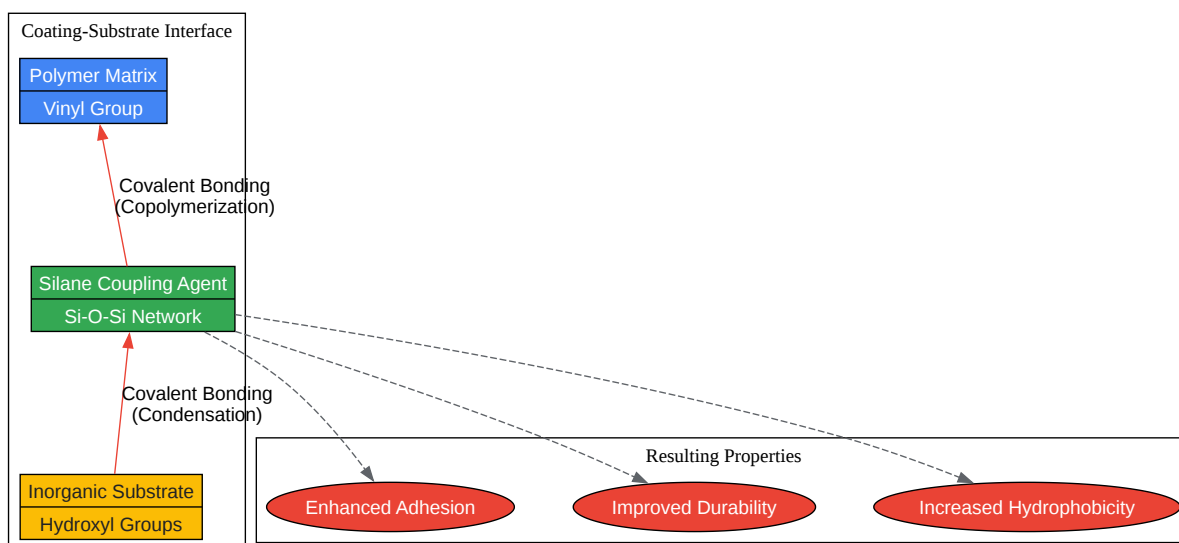 Coating-Substrate Interface
Polymer Matrix
Vinyl Group
Covalent Bonding
(Copolymerization)
Silane Coupling Agent
Si-O-Si Network
Covalent Bonding
(Condensation)
Inorganic Substrate
Hydroxyl Groups
Resulting Properties
Enhanced Adhesion
Improved Durability
Increased Hydrophobicity